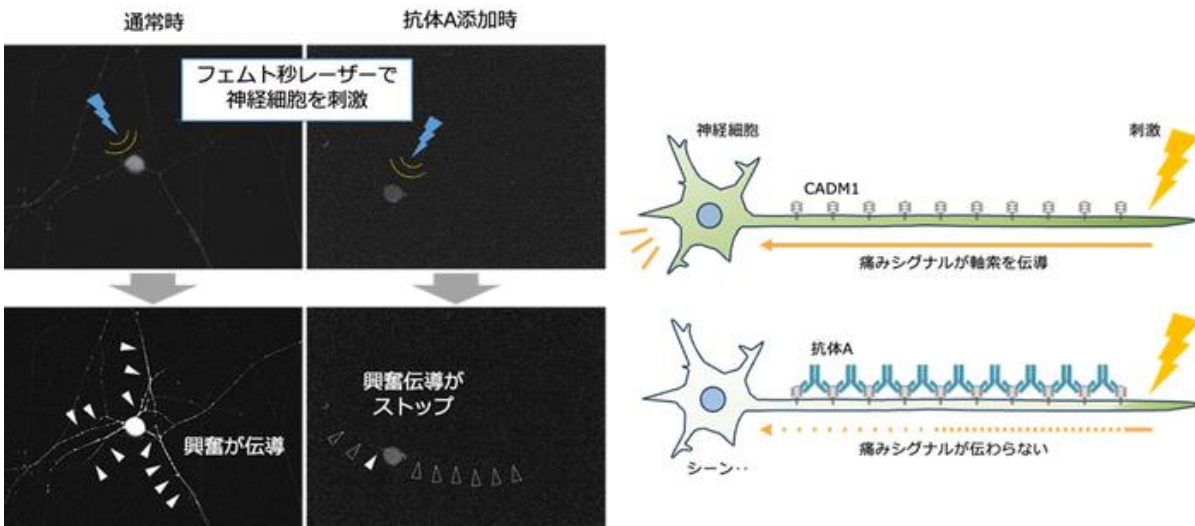 通常時
抗体A添加時
フェムト秒レーザーで
神経細胞を刺激
興奮が伝導
興奮伝導が
ストップ
神経細胞
刺激
CADM1
痛みシグナルが軸索を伝導
抗体A
痛みシグナルが伝わらない
シーン‥